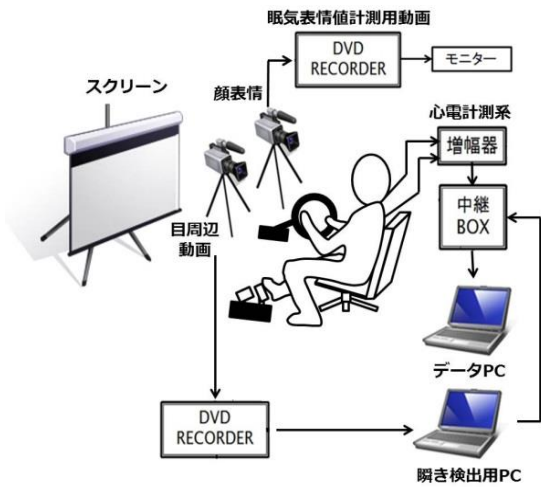 眠気表情値計測用動画
DVD
RECORDER
モニター
スクリーン
顔表情
心電計測系
増幅器
中継
BOX
目周辺
動画
データPC
DVD
RECORDER
瞬き検出用PC